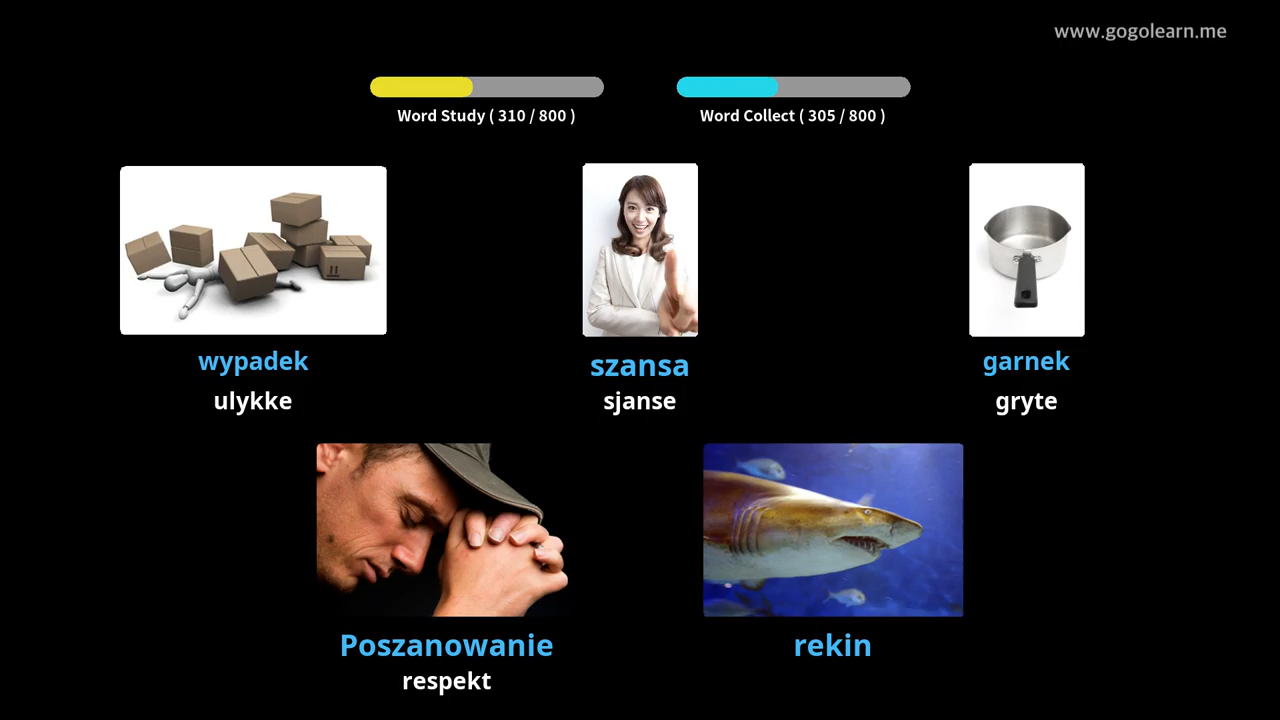 www.gogolearn.me
Word Study ( 310 / 800 )
Word Collect ( 305 / 800 )
wypadek
ulykke
szansa
sjanse
garnek
gryte
Poszanowanie
respekt
rekin